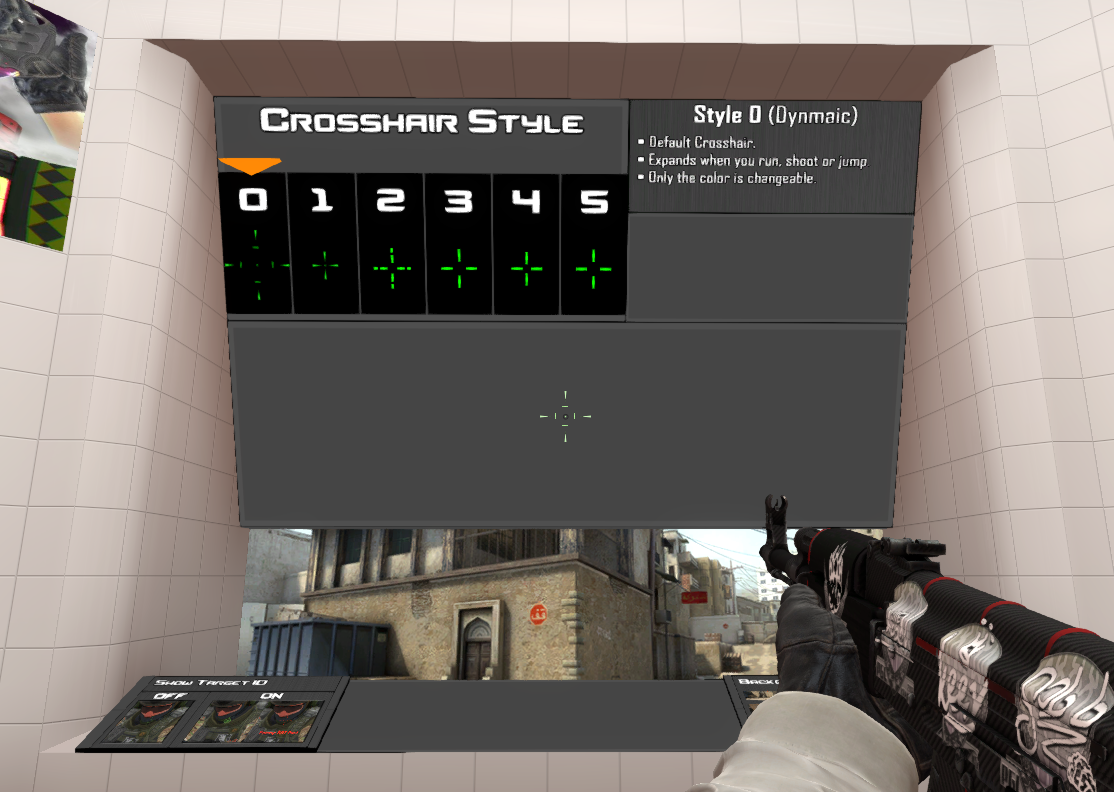 Crosshair Style
0 1 2 3 4 5
Style 0 (Dynmaic)
▪ Default Crosshair.
▪ Expands when you run, shoot or jump.
▪ Only the color is changeable.
Show Target ID
OFF ON